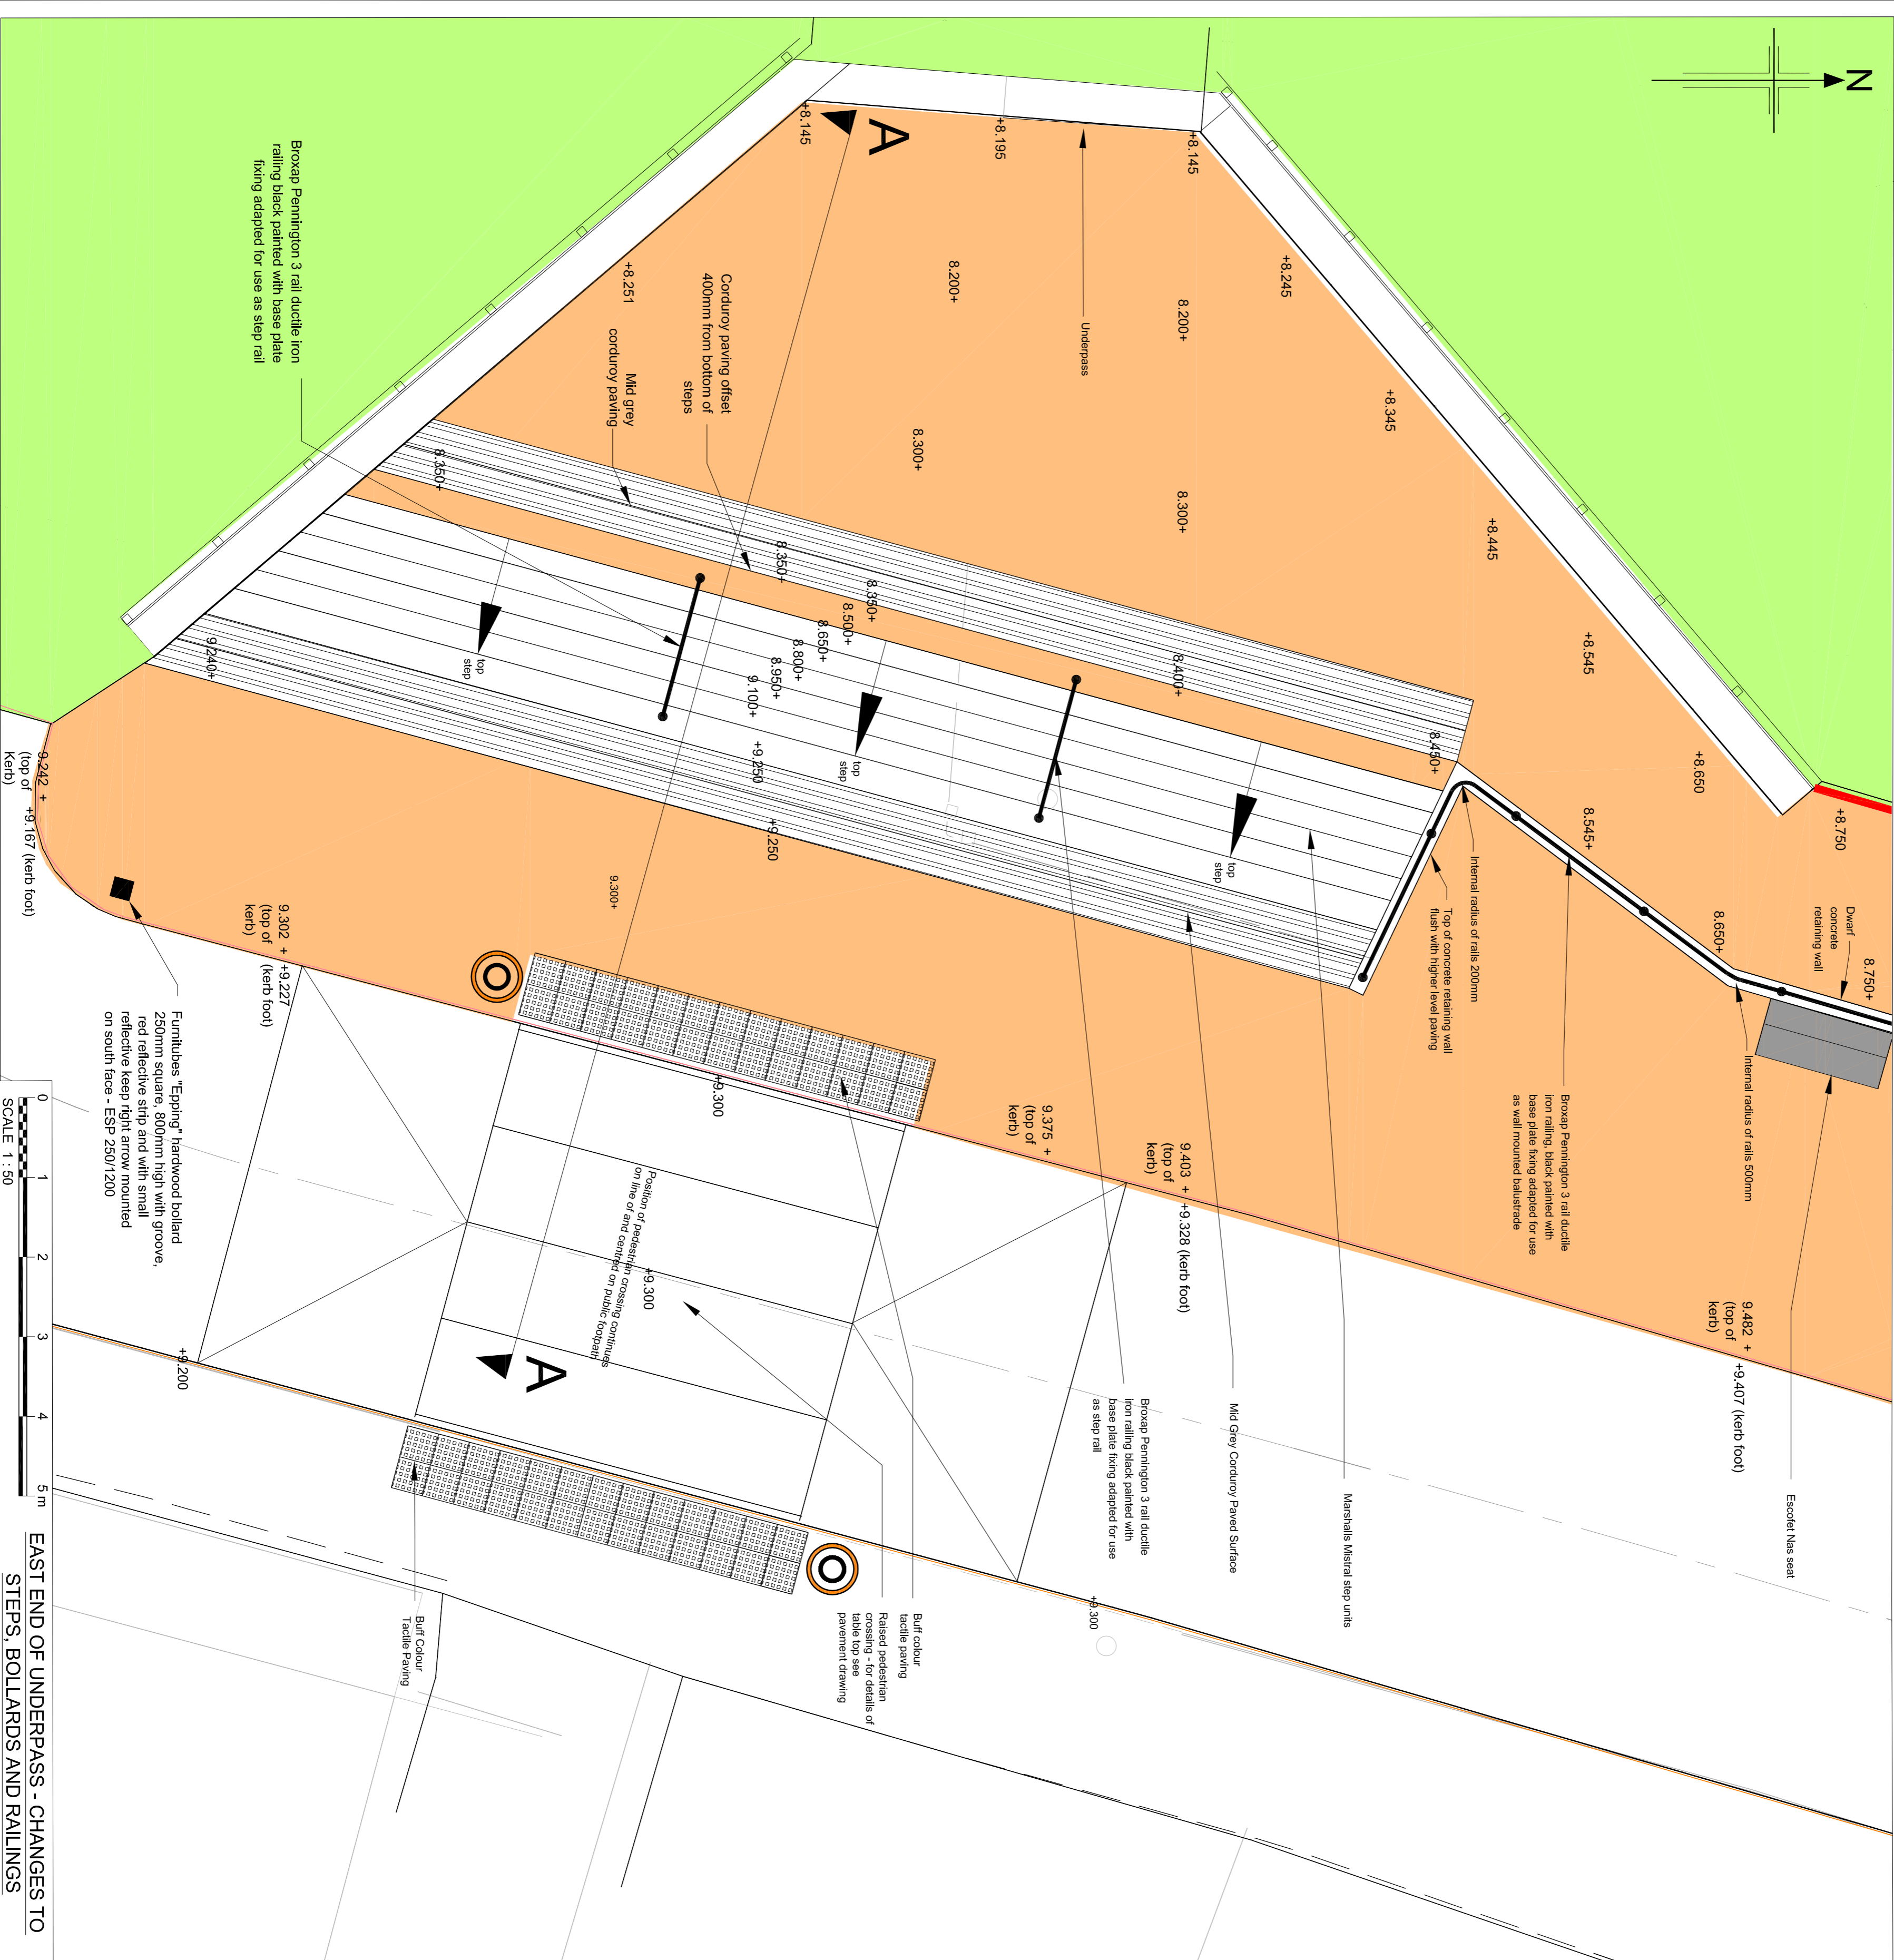 N
+8.145
+8.195
+8.145
A
Underpass
+8.245
8.200+
8.200+
+8.251
+8.345
8.300+
8.300+
+8.445
+8.545
+8.650
+8.750
8.750+
8.545+
8.650+
Broxap Pennington 3 rail ductile iron
railing black painted with base plate
fixing adapted for use as step rail
Corduroy paving offset
400mm from bottom of
steps
Mid grey
corduroy paving
8.350+
8.350+
8.350+
8.500+
8.650+
8.800+
8.950+
9.100+
+9.250
+9.250
8.400+
8.450+
9.240+
top
step
top
step
top
step
9.300+
Dwarf
concrete
retaining wall
Internal radius of rails 200mm
Top of concrete retaining wall
flush with higher level paving
Internal radius of rails 500mm
Broxap Pennington 3 rail ductile
iron railing, black painted with
base plate fixing adapted for use
as wall mounted balustrade
9.242 +
(top of
Kerb)
+9.167 (kerb foot)
9.302 +
(top of
kerb)
+9.227
(kerb foot)
+9.300
9.375 +
(top of
kerb)
9.403 +
(top of
kerb)
+9.328 (kerb foot)
9.482 +
(top of
kerb)
+9.407 (kerb foot)
Furnitubes "Epping" hardwood bollard
250mm square, 800mm high with groove,
red reflective strip and with small
reflective keep right arrow mounted
on south face - ESP 250/1200
Position of pedestrian crossing continues
on line of and centred on public footpath
+9.300
A
+9.200
+9.300
Escofet Nas seat
Marshalls Mistral step units
Mid Grey Corduroy Paved Surface
Broxap Pennington 3 rail ductile
iron railing black painted with
base plate fixing adapted for use
as step rail
Buff colour
tactile paving
Raised pedestrian
crossing - for details of
table top see
pavement drawing
Buff Colour
Tactile Paving
0 1 2 3 4 5 m
SCALE 1 : 50
EAST END OF UNDERPASS - CHANGES TO
STEPS, BOLLARDS AND RAILINGS